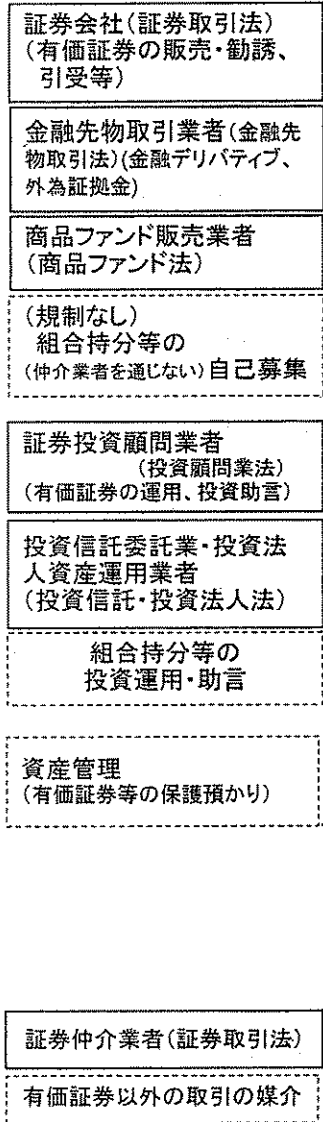 証券会社(証券取引法)
(有価証券の販売・勧誘、
引受等)
金融先物取引業者(金融先
物取引法)(金融デリバティブ、
外為証拠金)
商品ファンド販売業者
(商品ファンド法)
(規制なし)
組合持分等の
(仲介業者を通じない)自己募集
証券投資顧問業者
(投資顧問業法)
(有価証券の運用、投資助言)
投資信託委託業・投資法
人資産運用業者
(投資信託・投資法人法)
組合持分等の
投資運用・助言
資産管理
(有価証券等の保護預かり)
証券仲介業者(証券取引法)
有価証券以外の取引の媒介